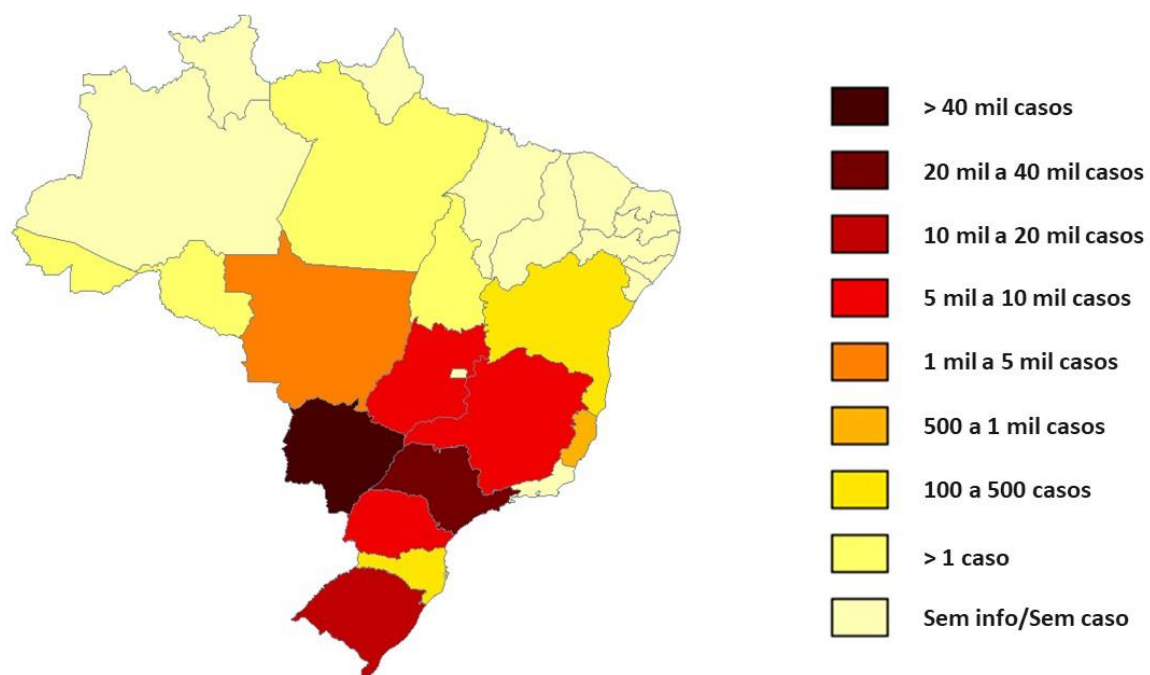 > 40 mil casos
20 mil a 40 mil casos
10 mil a 20 mil casos
5 mil a 10 mil casos
1 mil a 5 mil casos
500 a 1 mil casos
100 a 500 casos
> 1 caso
Sem info/Sem caso